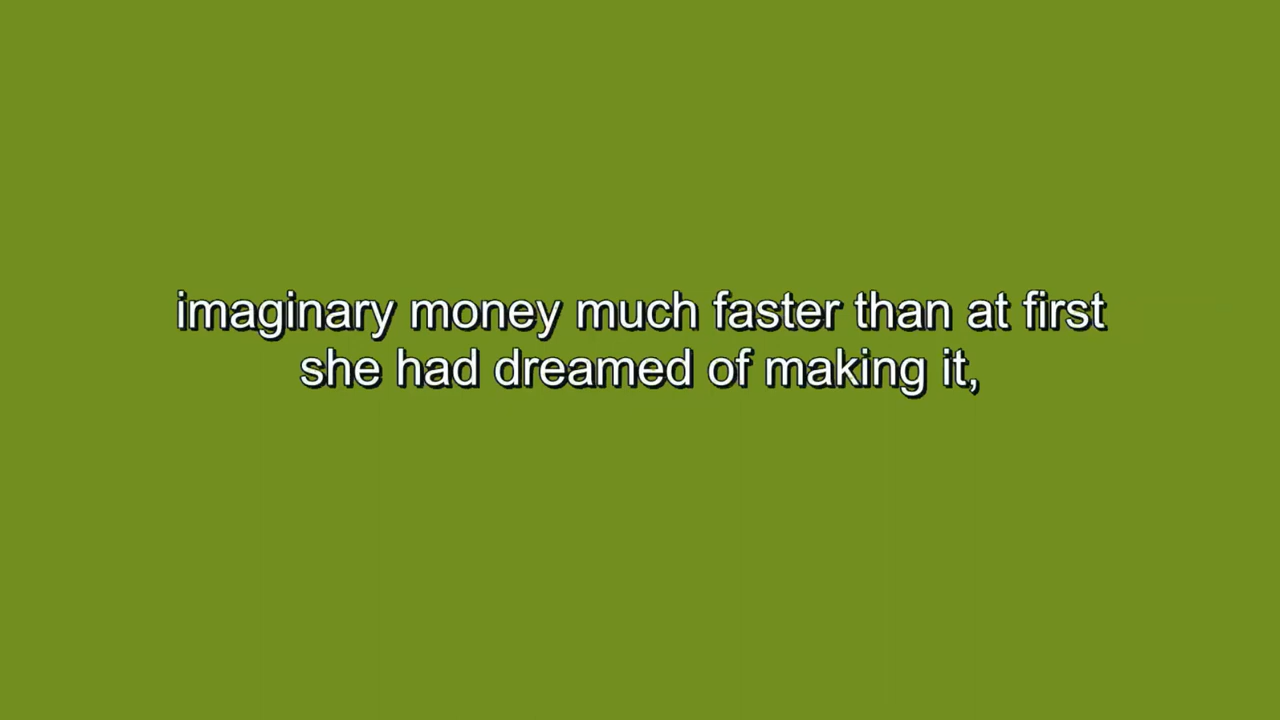 imaginary money much faster than at first
she had dreamed of making it,